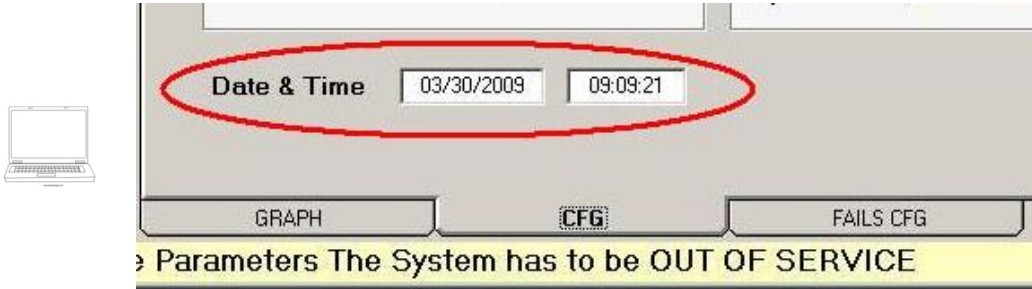 Date & Time 03/30/2009 09:09:21
GRAPH CFG FAILS CFG
Parameters The System has to be OUT OF SERVICE